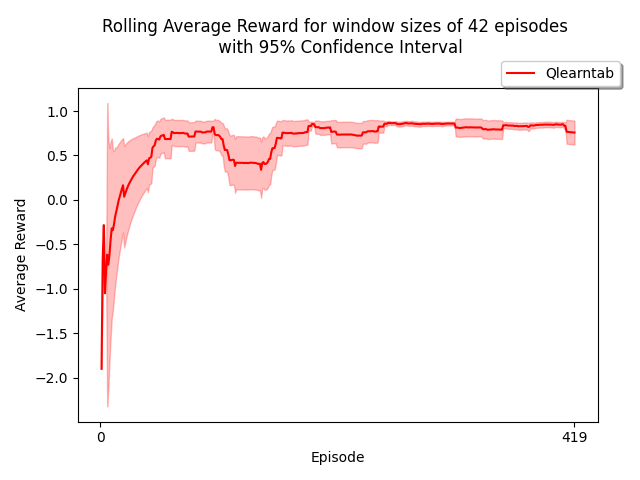 Rolling Average Reward for window sizes of 42 episodes
with 95% Confidence Interval
Qlearntab
1.0
0.5
0.0
−0.5
−1.0
−1.5
−2.0
Average Reward
0
419
Episode